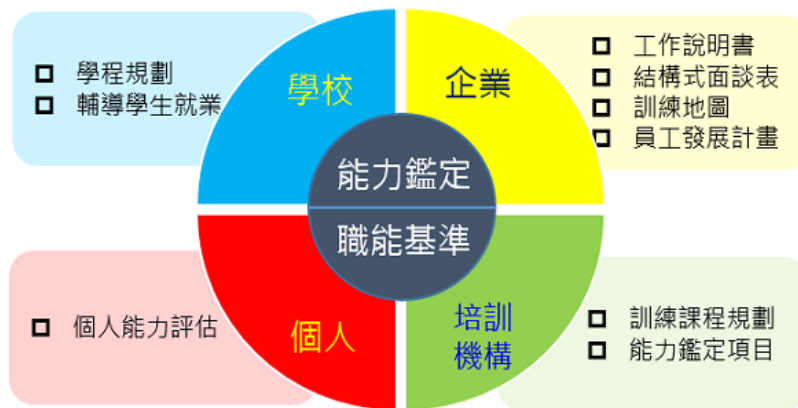 學校
□ 學程規劃
□ 輔導學生就業
企業
□ 工作說明書
□ 結構式面談表
□ 訓練地圖
□ 員工發展計畫
能力鑑定
職能基準
個人
□ 個人能力評估
培訓
機構
□ 訓練課程規劃
□ 能力鑑定項目